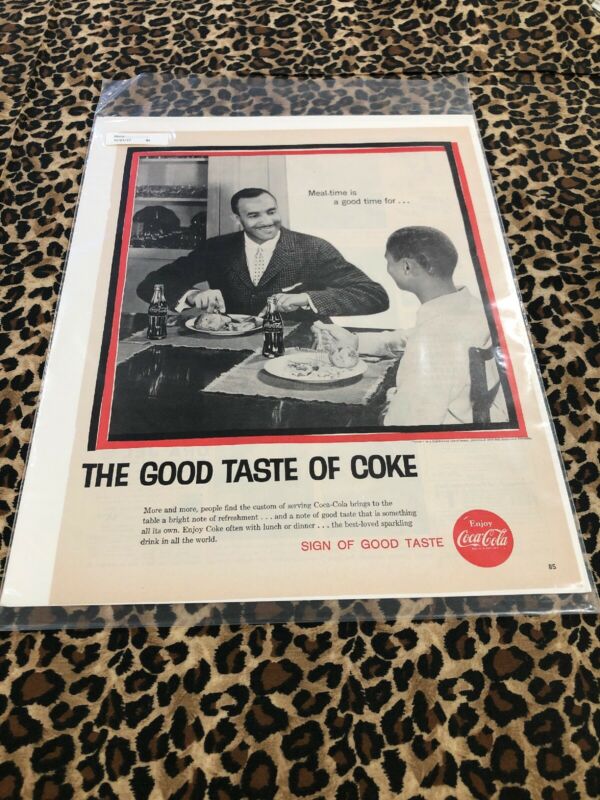 Meal-time is
a good time for...
THE GOOD TASTE OF COKE
More and more, people find the custom of serving Coca-Cola brings to the
table a bright note of refreshment . . . and a note of good taste that is something
all its own. Enjoy Coke often with lunch or dinner . . . the best-loved sparkling
drink in all the world.
SIGN OF GOOD TASTE
Enjoy
Coca-Cola
85